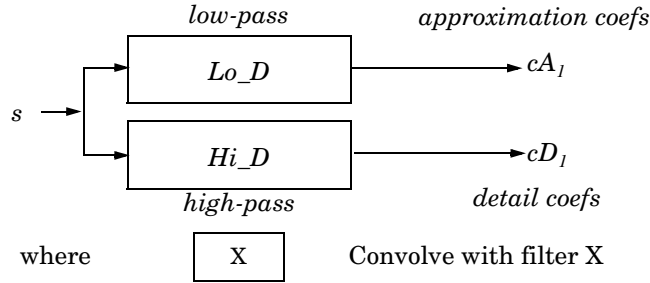 low-pass
approximation coefs
Lo_D
cA1
s
Hi_D
cD1
high-pass
detail coefs
where X Convolve with filter X